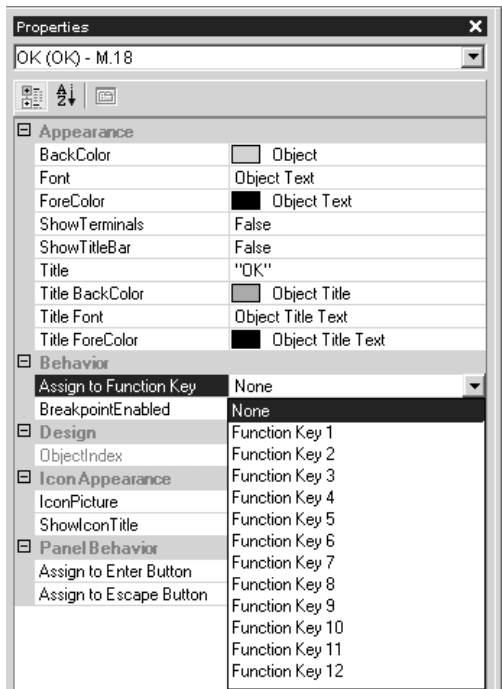 Properties
OK (OK) - M.18
Appearance
BackColor Object
Font Object Text
ForeColor Object Text
ShowTerminals False
ShowTitleBar False
Title "OK"
Title BackColor Object Title
Title Font Object Title Text
Title ForeColor Object Title Text
Behavior
Assign to Function Key None
BreakpointEnabled None
Design Function Key 1
ObjectIndex Function Key 2
Icon Appearance Function Key 3
IconPicture Function Key 4
ShowIconTitle Function Key 5
Panel Behavior Function Key 6
Assign to Enter Button Function Key 7
Assign to Escape Button Function Key 8
Function Key 9
Function Key 10
Function Key 11
Function Key 12